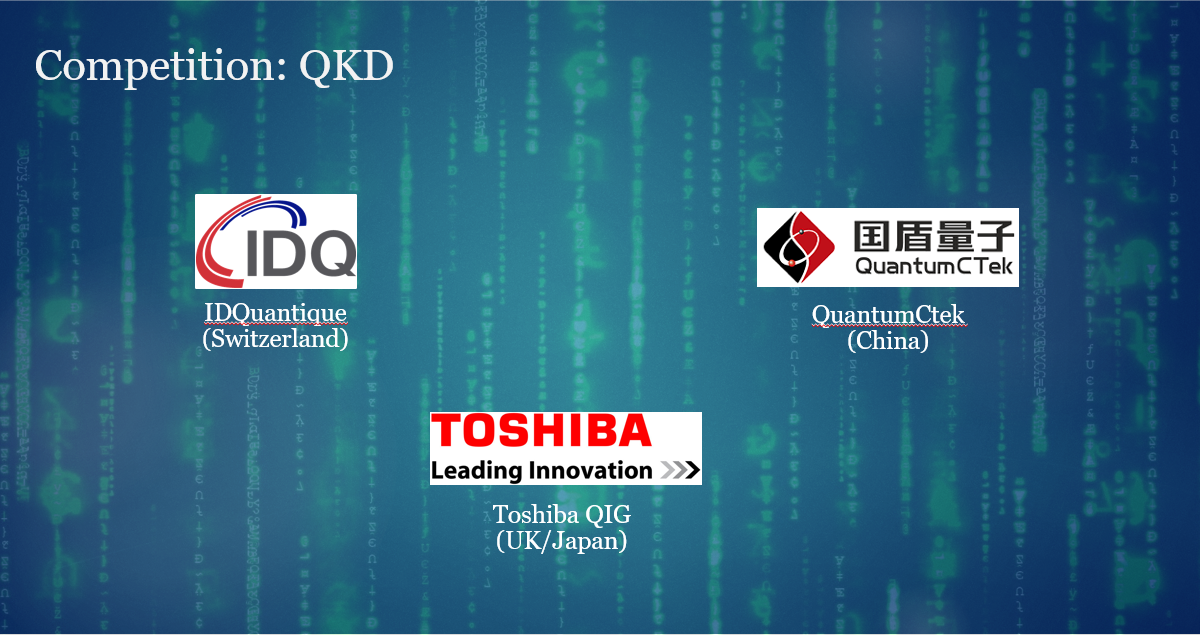 Competition: QKD
IDQ
IDQuantique
(Switzerland)
国盾量子
QuantumCTek
QuantumCtek
(China)
TOSHIBA
Leading Innovation >>>
Toshiba QIG
(UK/Japan)